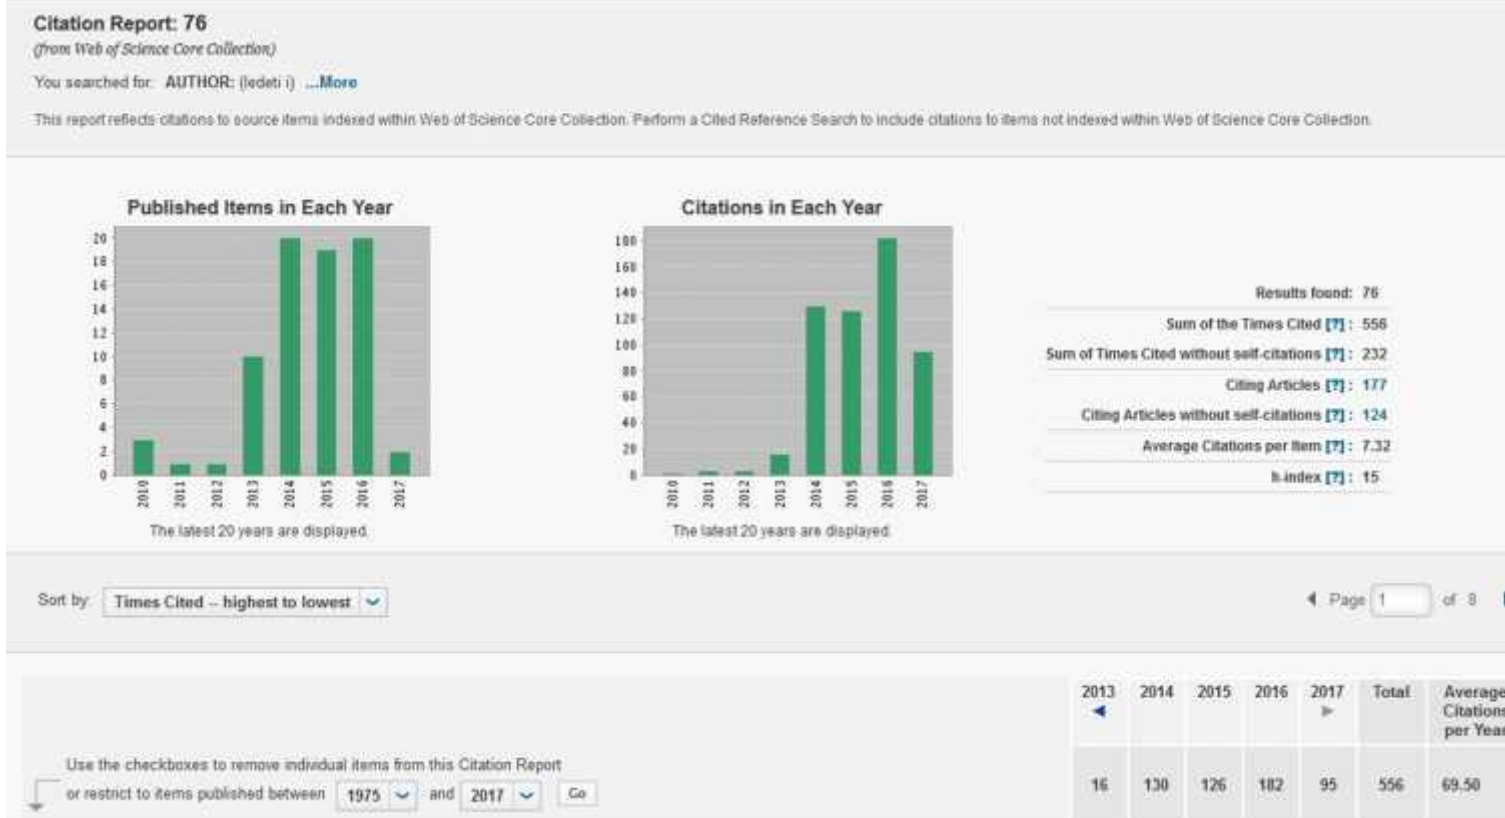 Citation Report: 76
(from Web of Science Core Collection)
You searched for: AUTHOR: (ledeti i) ...More
This report reflects citations to source items indexed within Web of Science Core Collection. Perform a Cited Reference Search to include citations to items not indexed within Web of Science Core Collection.
Published Items in Each Year
20
18
16
14
12
10
8
6
4
2
0
2010 2011 2012 2013 2014 2015 2016 2017
The latest 20 years are displayed.
Citations in Each Year
180
160
140
120
100
80
60
40
20
0
2010 2011 2012 2013 2014 2015 2016 2017
The latest 20 years are displayed.
Results found: 76
Sum of the Times Cited [?] : 556
Sum of Times Cited without self-citations [?] : 232
Citing Articles [?] : 177
Citing Articles without self-citations [?] : 124
Average Citations per Item [?] : 7.32
h-index [?] : 15
Sort by: Times Cited -- highest to lowest
Page 1 of 8
2013 2014 2015 2016 2017 Total Average
Citations
per Year
Use the checkboxes to remove individual items from this Citation Report
or restrict to items published between 1975 and 2017 Go
16 130 126 182 95 556 69.50